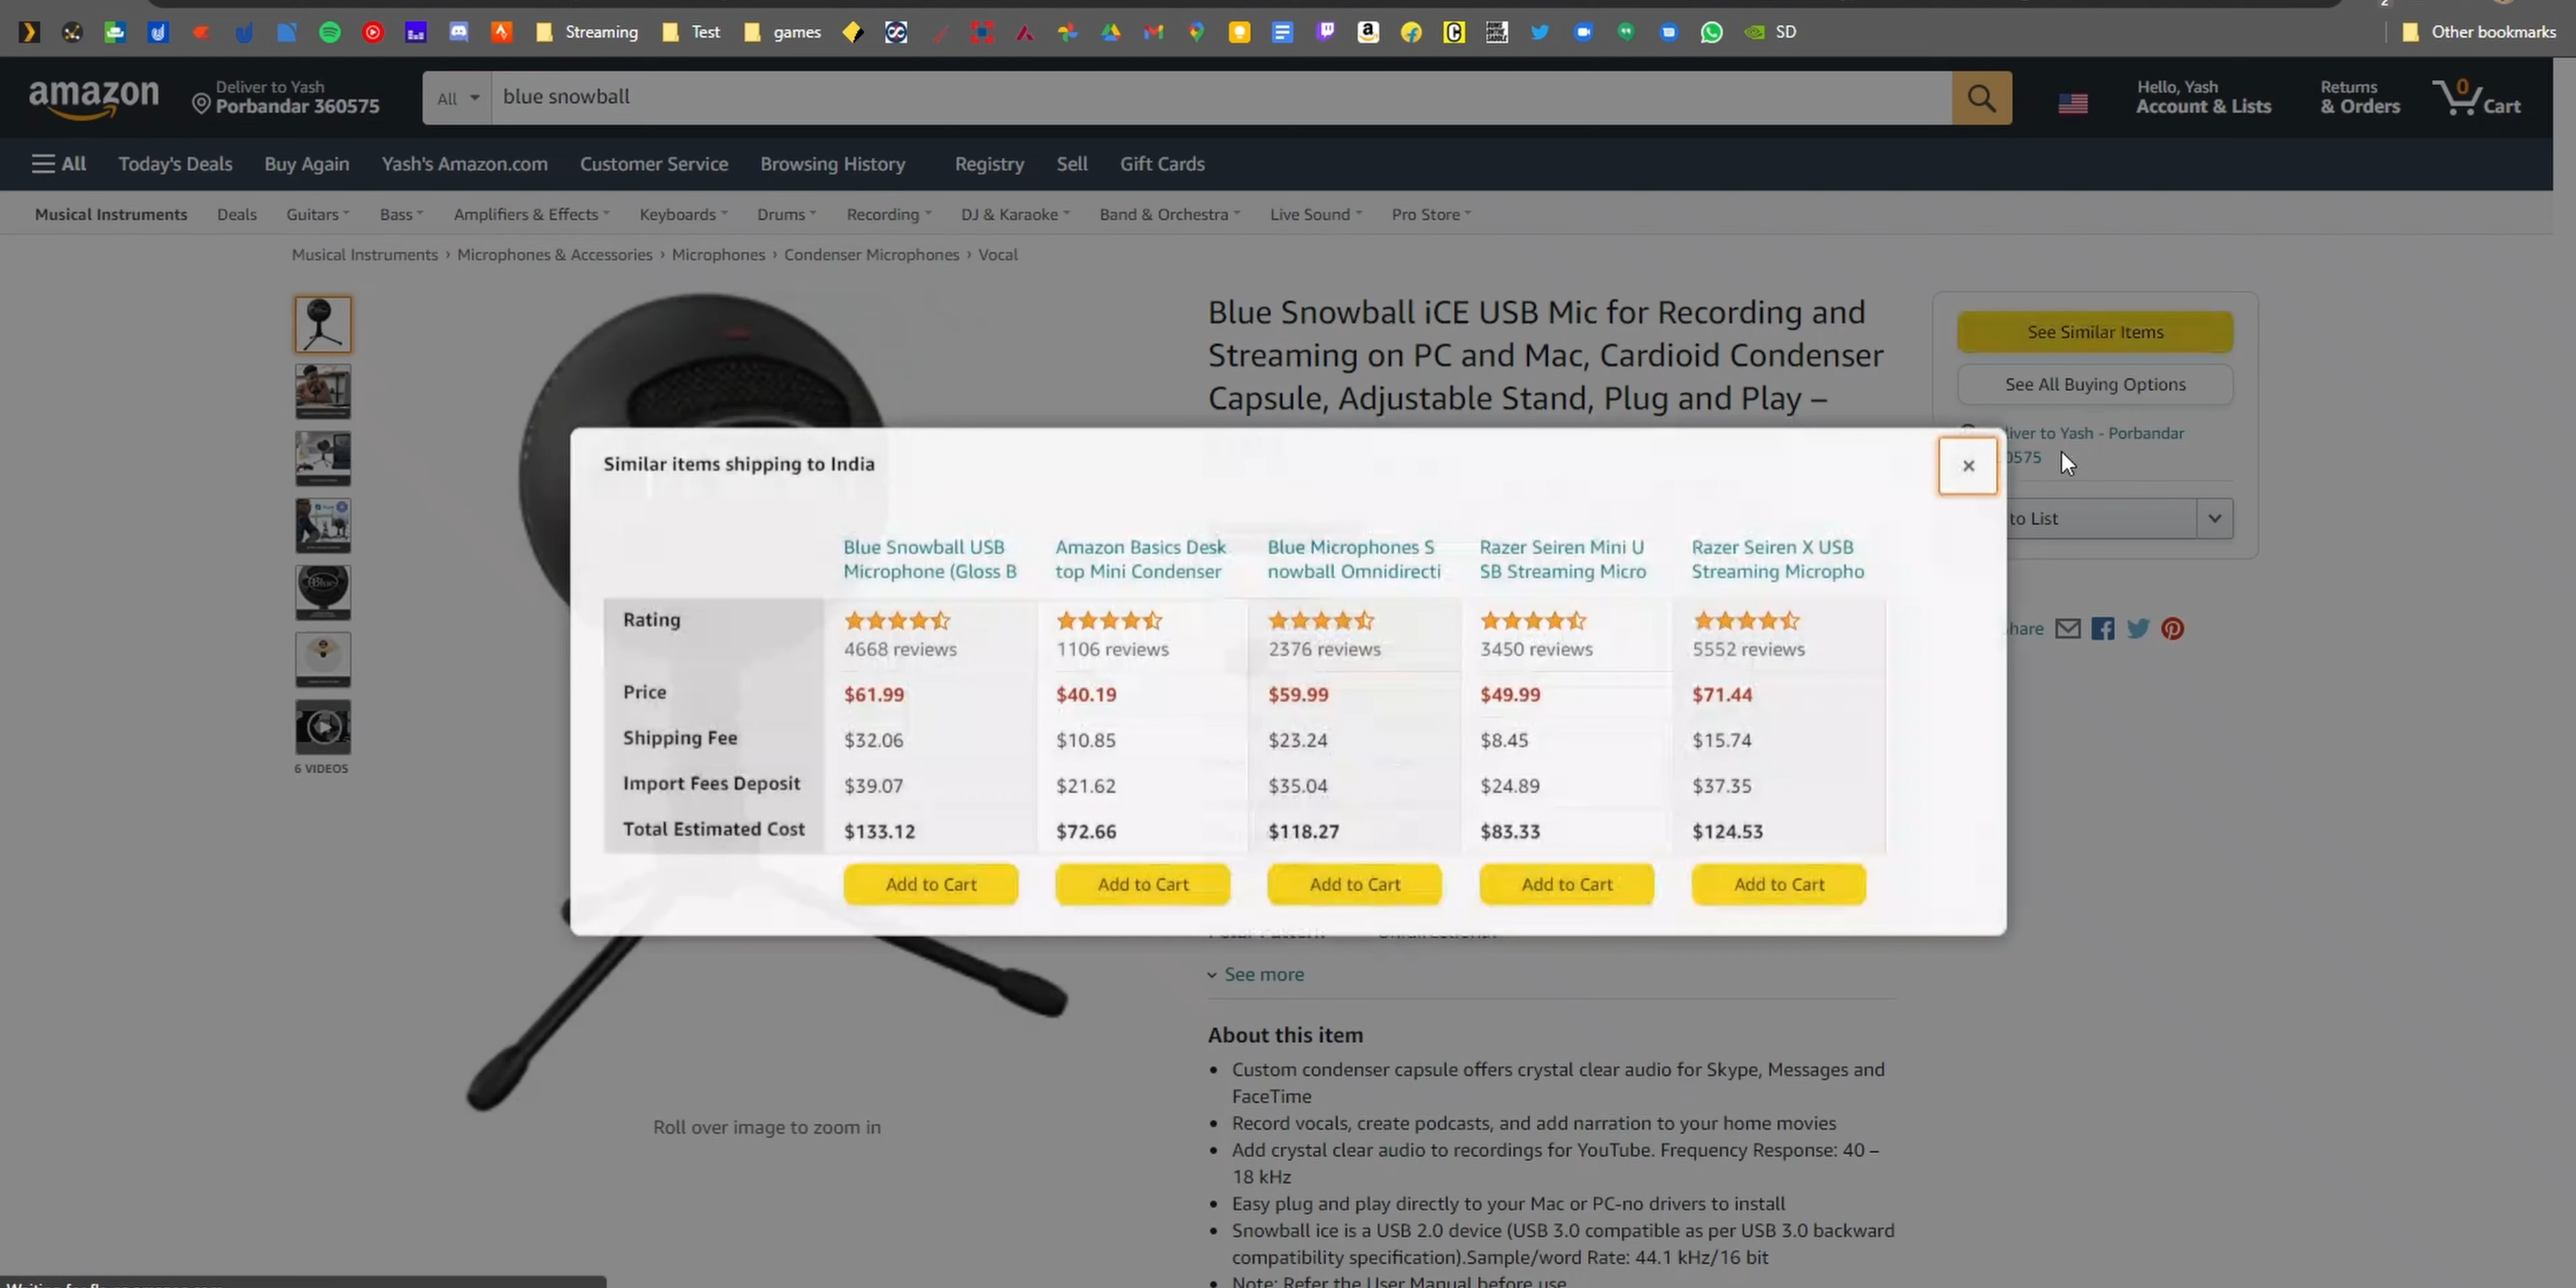 2
Streaming Test games SD Other bookmarks
amazon
Deliver to Yash
Porbandar 360575
All
blue snowball
Hello, Yash
Account & Lists
Returns
& Orders
0
Cart
All Today's Deals Buy Again Yash's Amazon.com Customer Service Browsing History Registry Sell Gift Cards
Musical Instruments Deals Guitars Bass Amplifiers & Effects Keyboards Drums Recording DJ & Karaoke Band & Orchestra Live Sound Pro Store
Musical Instruments › Microphones & Accessories › Microphones › Condenser Microphones › Vocal
6 VIDEOS
Blue
Roll over image to zoom in
Blue Snowball iCE USB Mic for Recording and
Streaming on PC and Mac, Cardioid Condenser
Capsule, Adjustable Stand, Plug and Play –
See Similar Items
See All Buying Options
liver to Yash - Porbandar
0575
to List
hare
Similar items shipping to India
×
Blue Snowball USB Amazon Basics Desk Blue Microphones S Razer Seiren Mini U Razer Seiren X USB
Microphone (Gloss B top Mini Condenser nowball Omnidirecti SB Streaming Micro Streaming Micropho
Rating
4668 reviews 1106 reviews 2376 reviews 3450 reviews 5552 reviews
Price $61.99 $40.19 $59.99 $49.99 $71.44
Shipping Fee $32.06 $10.85 $23.24 $8.45 $15.74
Import Fees Deposit $39.07 $21.62 $35.04 $24.89 $37.35
Total Estimated Cost $133.12 $72.66 $118.27 $83.33 $124.53
Add to Cart Add to Cart Add to Cart Add to Cart Add to Cart
See more
About this item
• Custom condenser capsule offers crystal clear audio for Skype, Messages and
FaceTime
• Record vocals, create podcasts, and add narration to your home movies
• Add crystal clear audio to recordings for YouTube. Frequency Response: 40 –
18 kHz
• Easy plug and play directly to your Mac or PC-no drivers to install
• Snowball ice is a USB 2.0 device (USB 3.0 compatible as per USB 3.0 backward
compatibility specification).Sample/word Rate: 44.1 kHz/16 bit
• Note: Refer the User Manual before use